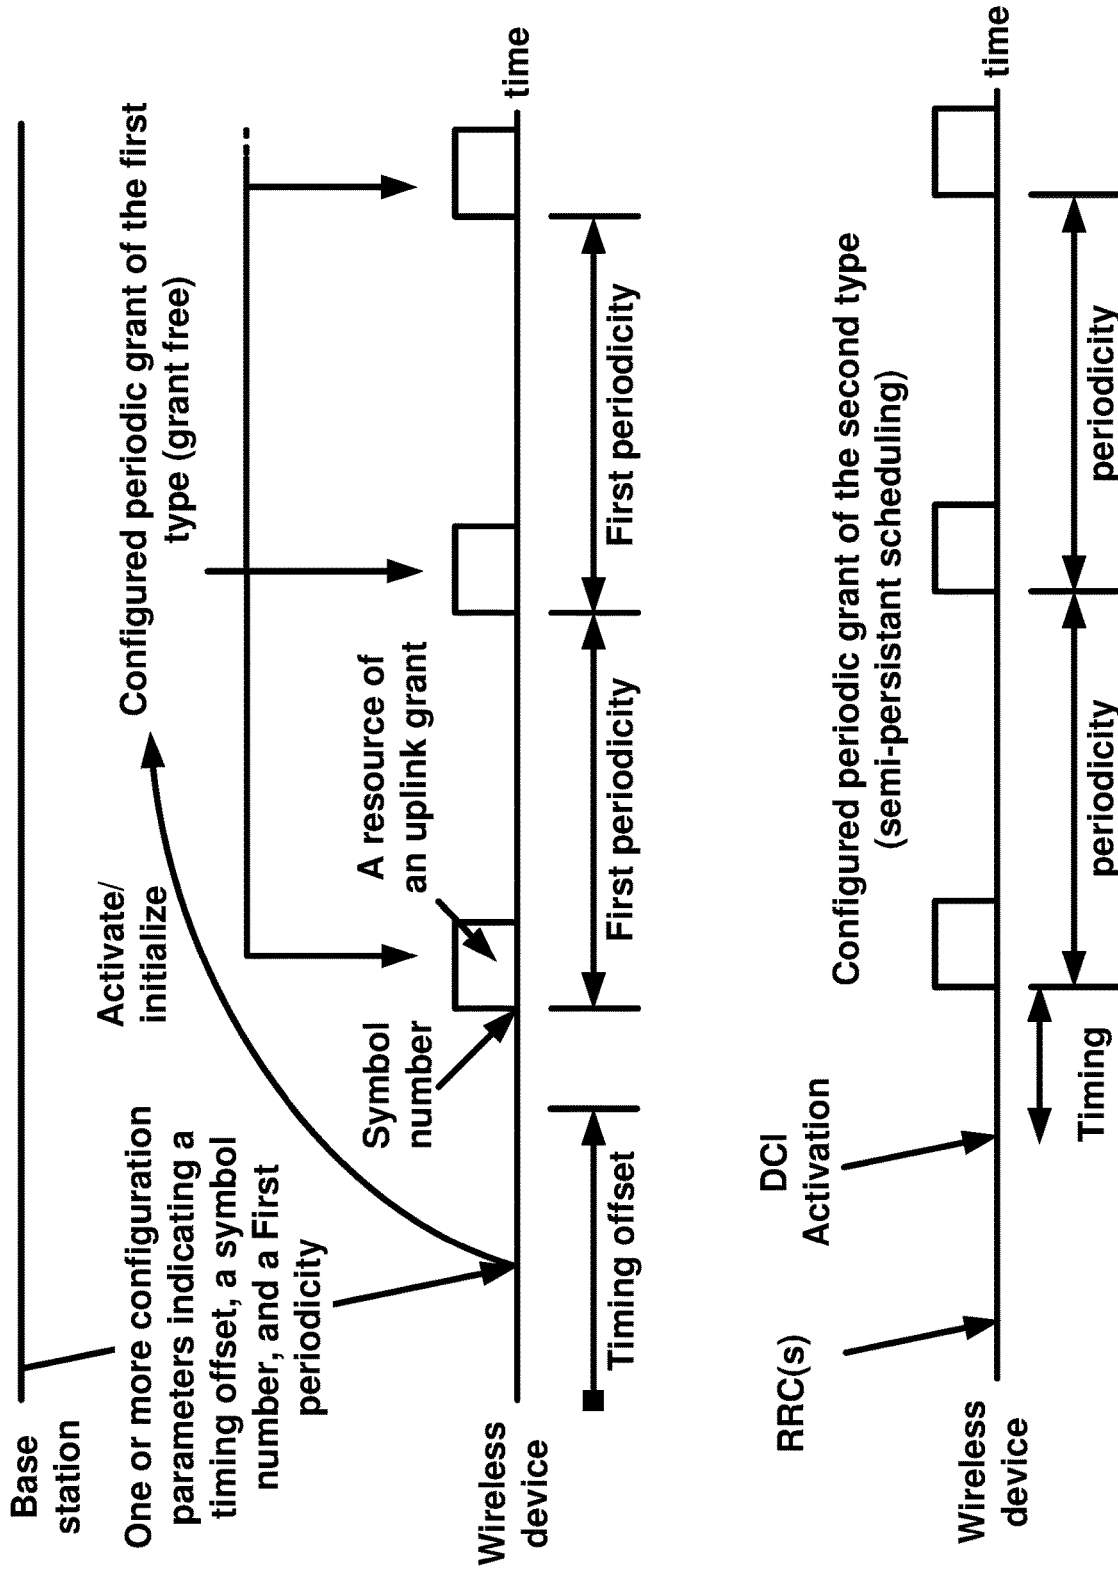 Base
station
One or more configuration
parameters indicating a
timing offset, a symbol
number, and a First
periodicity
Activate/
initialize
Configured periodic grant of the first
type (grant free)
Symbol
number
A resource of
an uplink grant
Wireless
device
time
Timing offset
First periodicity
First periodicity
RRC(s)
DCI
Activation
Configured periodic grant of the second type
(semi-persistant scheduling)
Wireless
device
time
Timing
periodicity
periodicity